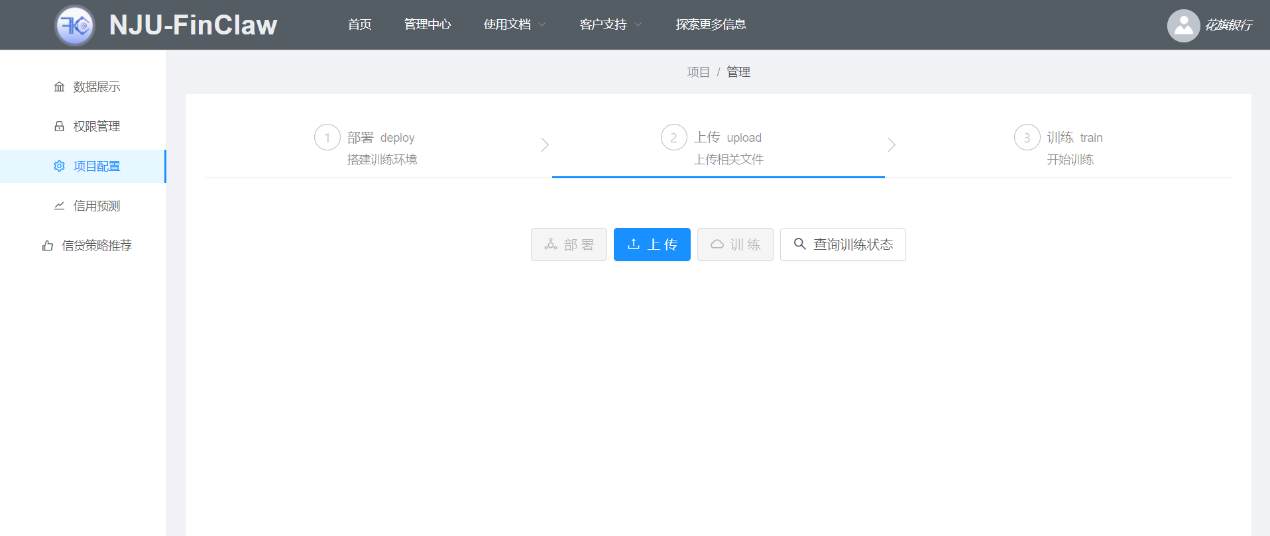 NJU-FinClaw 首页 管理中心 使用文档 客户支持 探索更多信息 花旗银行
项目 / 管理
数据展示
权限管理
项目配置
信用预测
信贷策略推荐
1 部署 deploy
搭建训练环境
2 上传 upload
上传相关文件
3 训练 train
开始训练
部署 上传 训练 查询训练状态